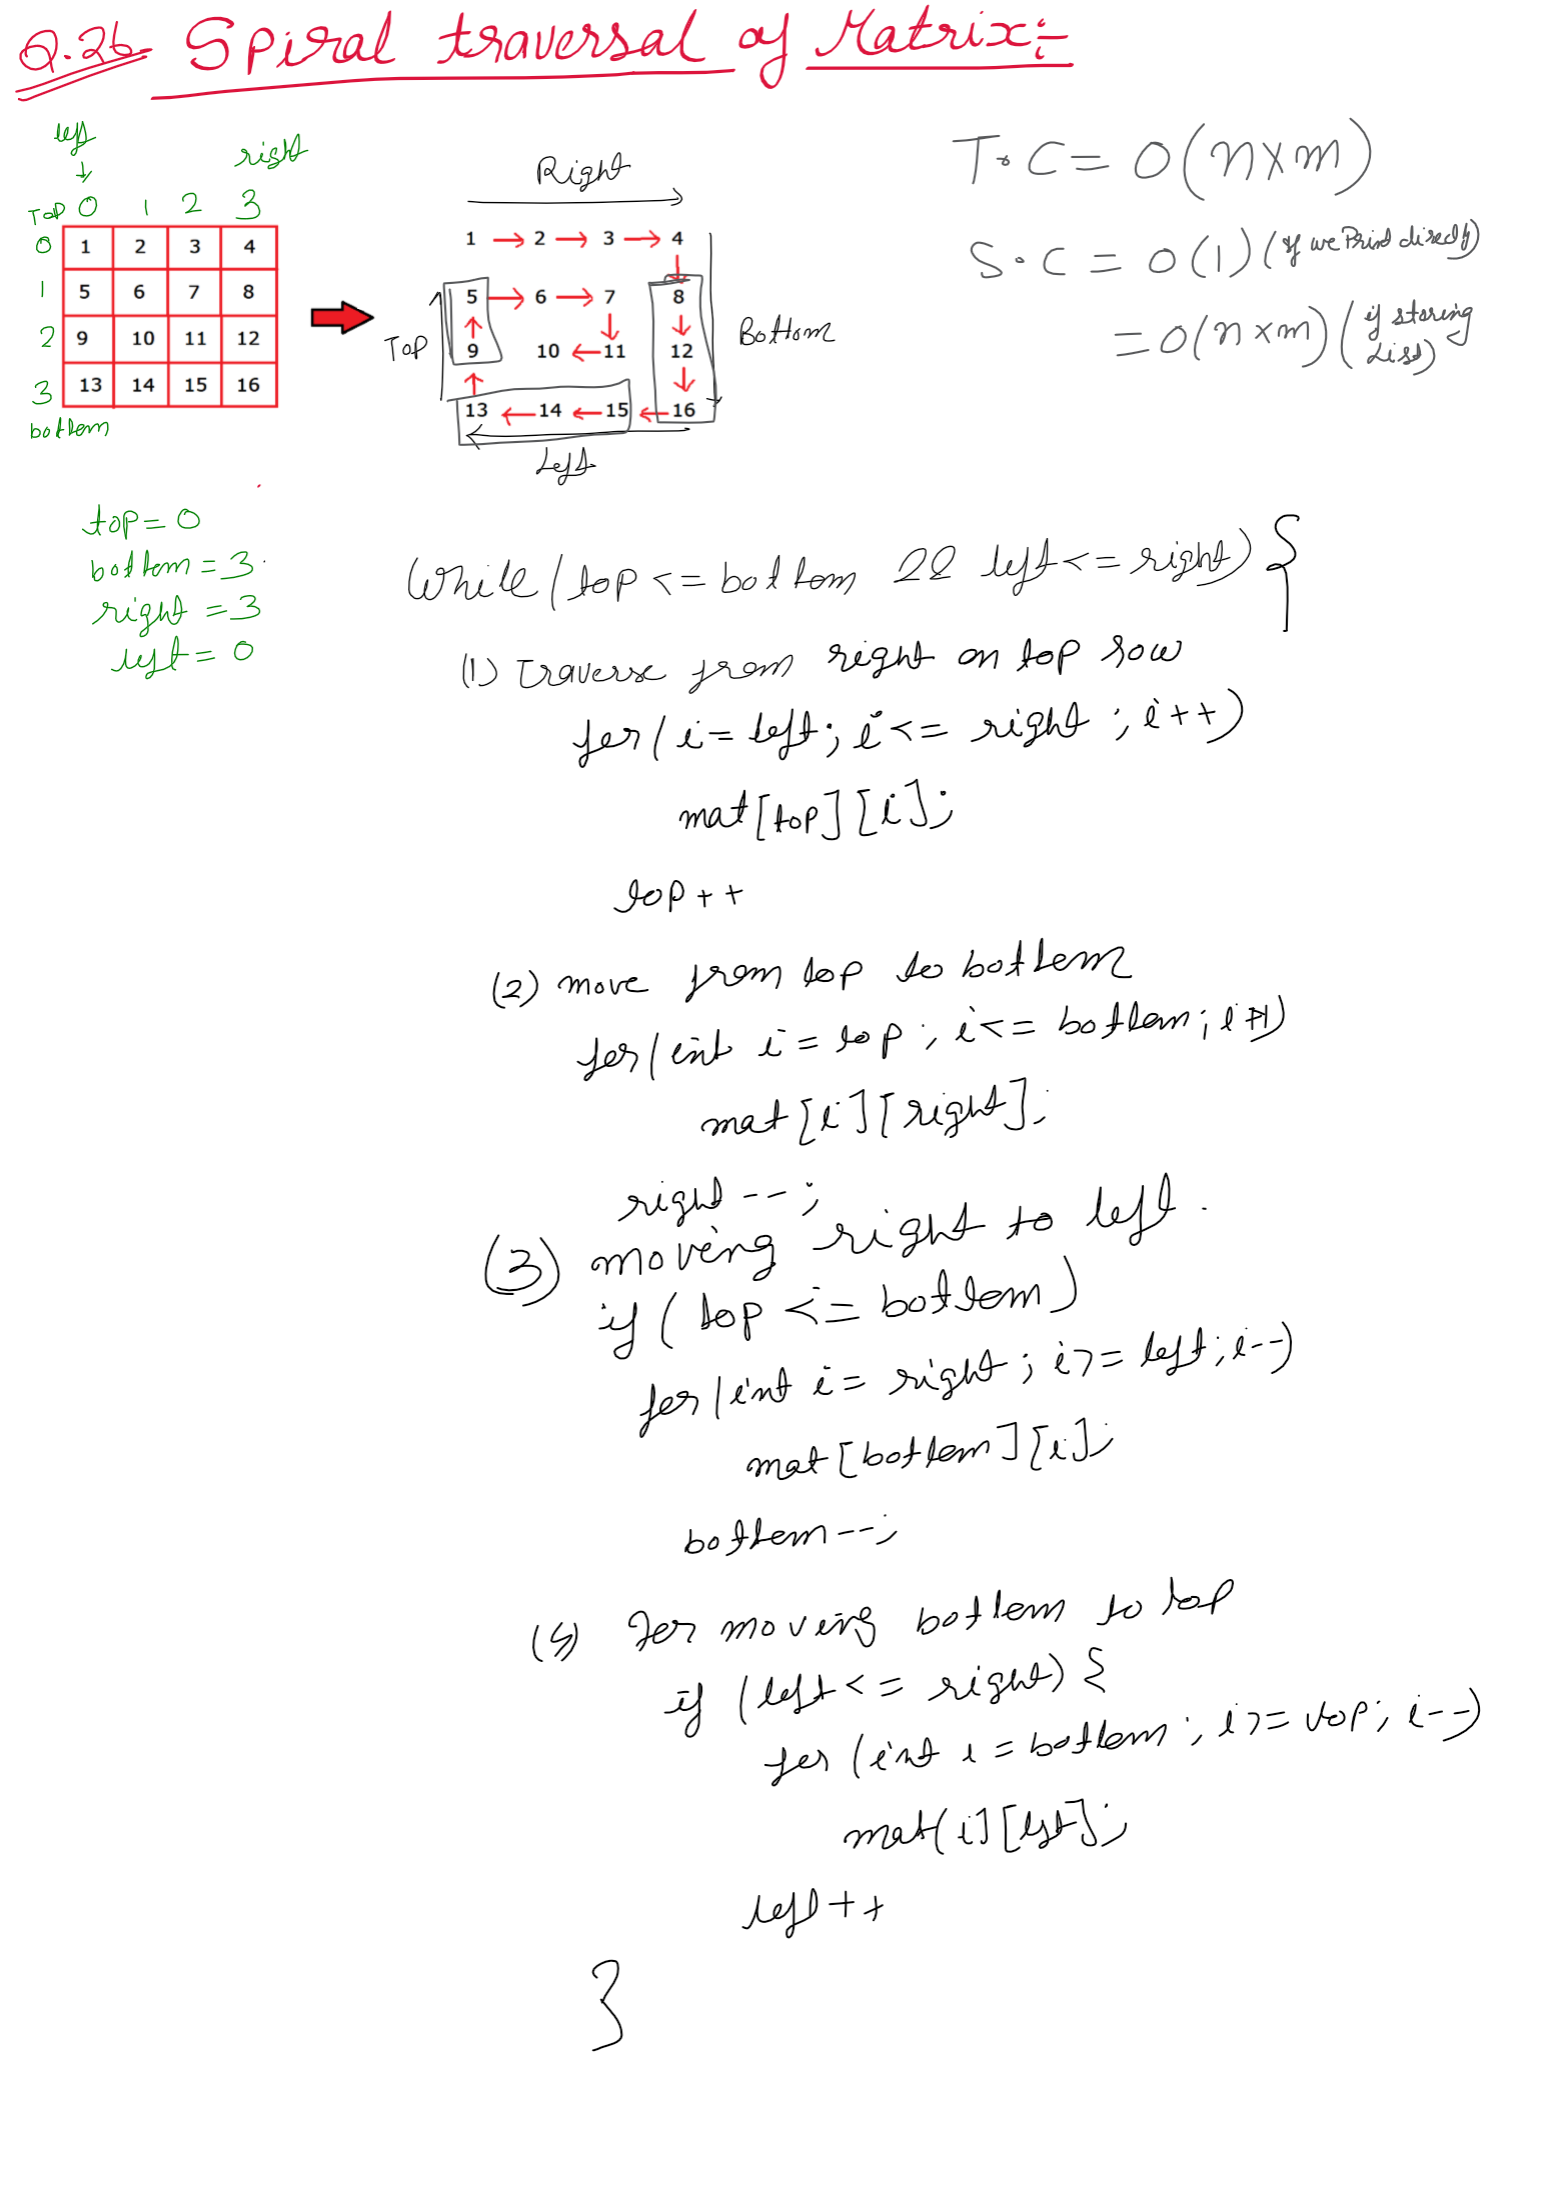 Q.26 Spiral traversal of Matrix:-
left
right
Top 0 1 2 3
0 1 2 3 4
1 5 6 7 8
2 9 10 11 12
3 13 14 15 16
bottom
Right
1 → 2 → 3 → 4
5 → 6 → 7 8
Top
Bottom
9 10 ← 11 12
13 ← 14 ← 15 ← 16
Left
T.C = O(n×m)
S.C = O(1) (if we Print directly)
= O(n×m) (if storing
List)
top = 0
bottom = 3
right = 3
left = 0
While (top <= bottom && left <= right) {
(1) Traverse from right on top row
for (i = left; i <= right; i++)
mat[top][i];
top++
(2) move from top to bottom
for (int i = top; i <= bottom; i++)
mat[i][right];
right--;
(3) moving right to left.
if (top <= bottom)
for (int i = right; i >= left; i--)
mat[bottom][i];
bottom--;
(4) For moving bottom to top
if (left <= right) {
for (int i = bottom; i >= top; i--)
mat(i][left];
left++
}